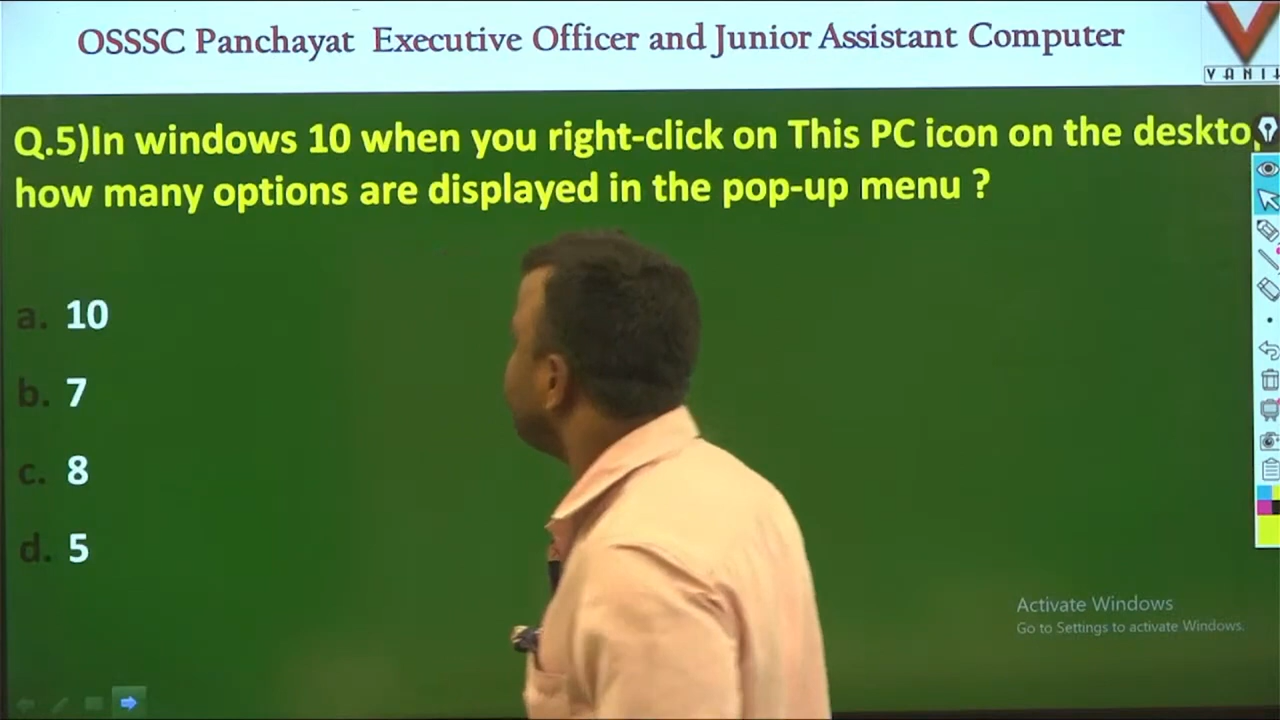 OSSSC Panchayat Executive Officer and Junior Assistant Computer
VANI
Q.5)In windows 10 when you right-click on This PC icon on the deskto
how many options are displayed in the pop-up menu ?
a. 10
b. 7
c. 8
d. 5
Activate Windows
Go to Settings to activate Windows.